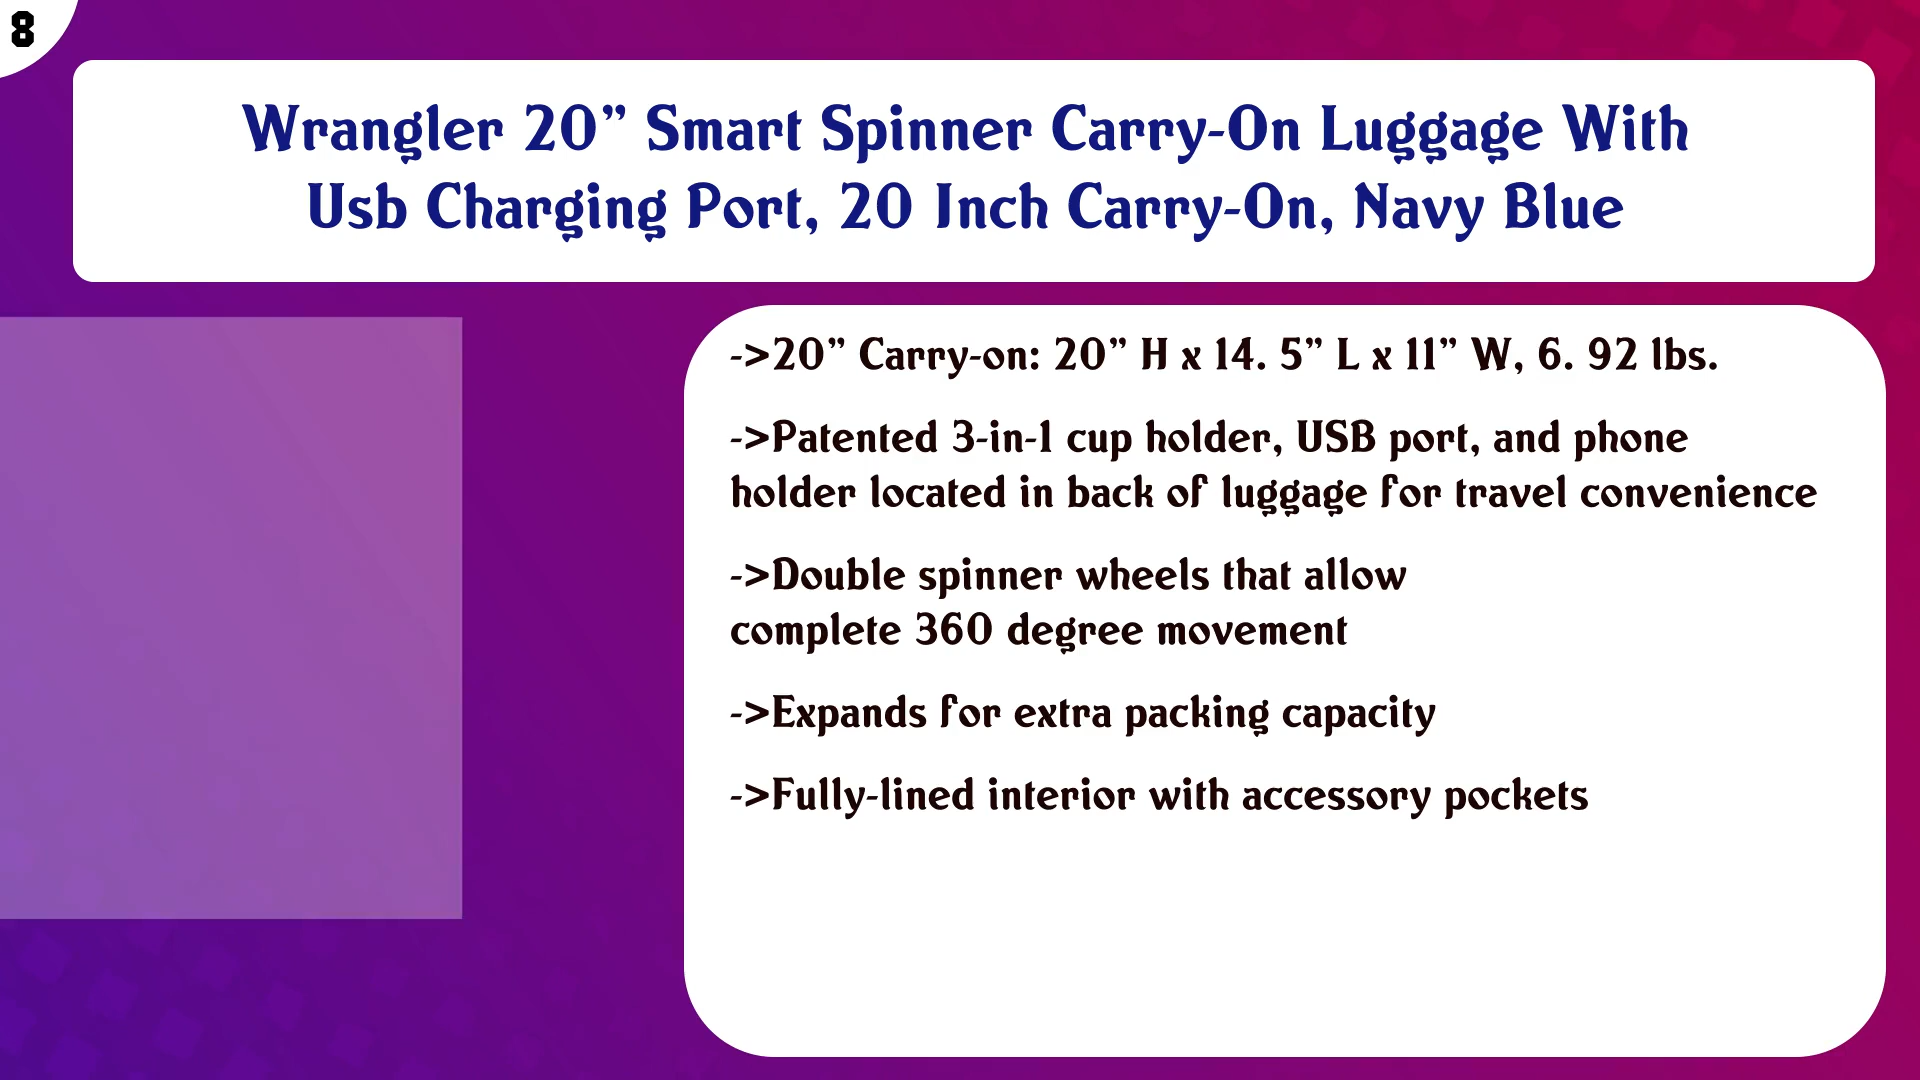 8
Wrangler 20” Smart Spinner Carry-On Luggage With
Usb Charging Port, 20 Inch Carry-On, Navy Blue
->20” Carry-on: 20” H x 14. 5” L x 11” W, 6. 92 lbs.
->Patented 3-in-1 cup holder, USB port, and phone
holder located in back of luggage for travel convenience
->Double spinner wheels that allow
complete 360 degree movement
->Expands for extra packing capacity
->Fully-lined interior with accessory pockets